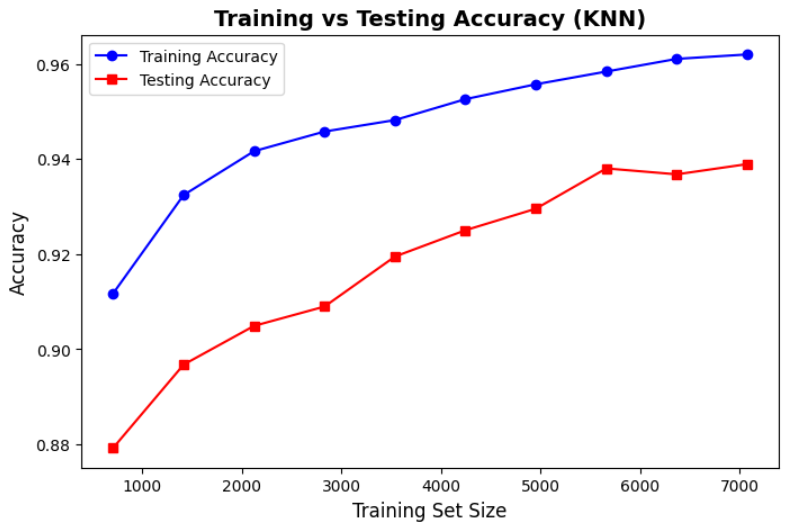 Training vs Testing Accuracy (KNN)
Training Accuracy
Testing Accuracy
Accuracy
0.96
0.94
0.92
0.90
0.88
1000 2000 3000 4000 5000 6000 7000
Training Set Size